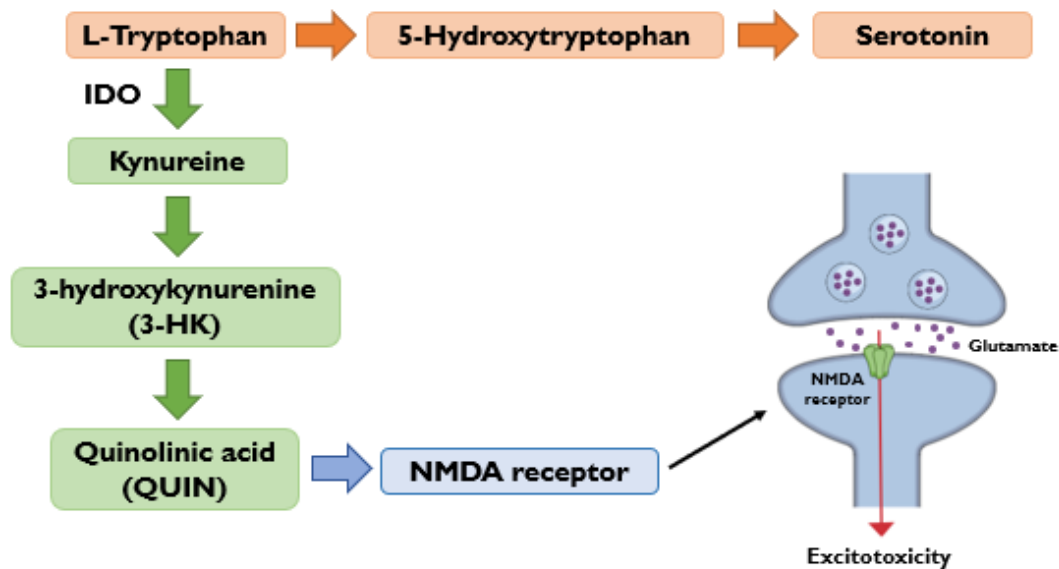 L-Tryptophan
5-Hydroxytryptophan
Serotonin
IDO
Kynureine
3-hydroxykynurenine
(3-HK)
Quinolinic acid
(QUIN)
NMDA receptor
Glutamate
NMDA
receptor
Excitotoxicity